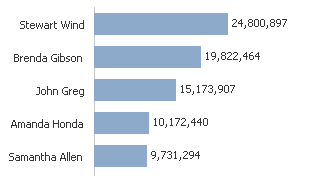 Stewart Wind 24,800,897
Brenda Gibson 19,822,464
John Greg 15,173,907
Amanda Honda 10,172,440
Samantha Allen 9,731,294